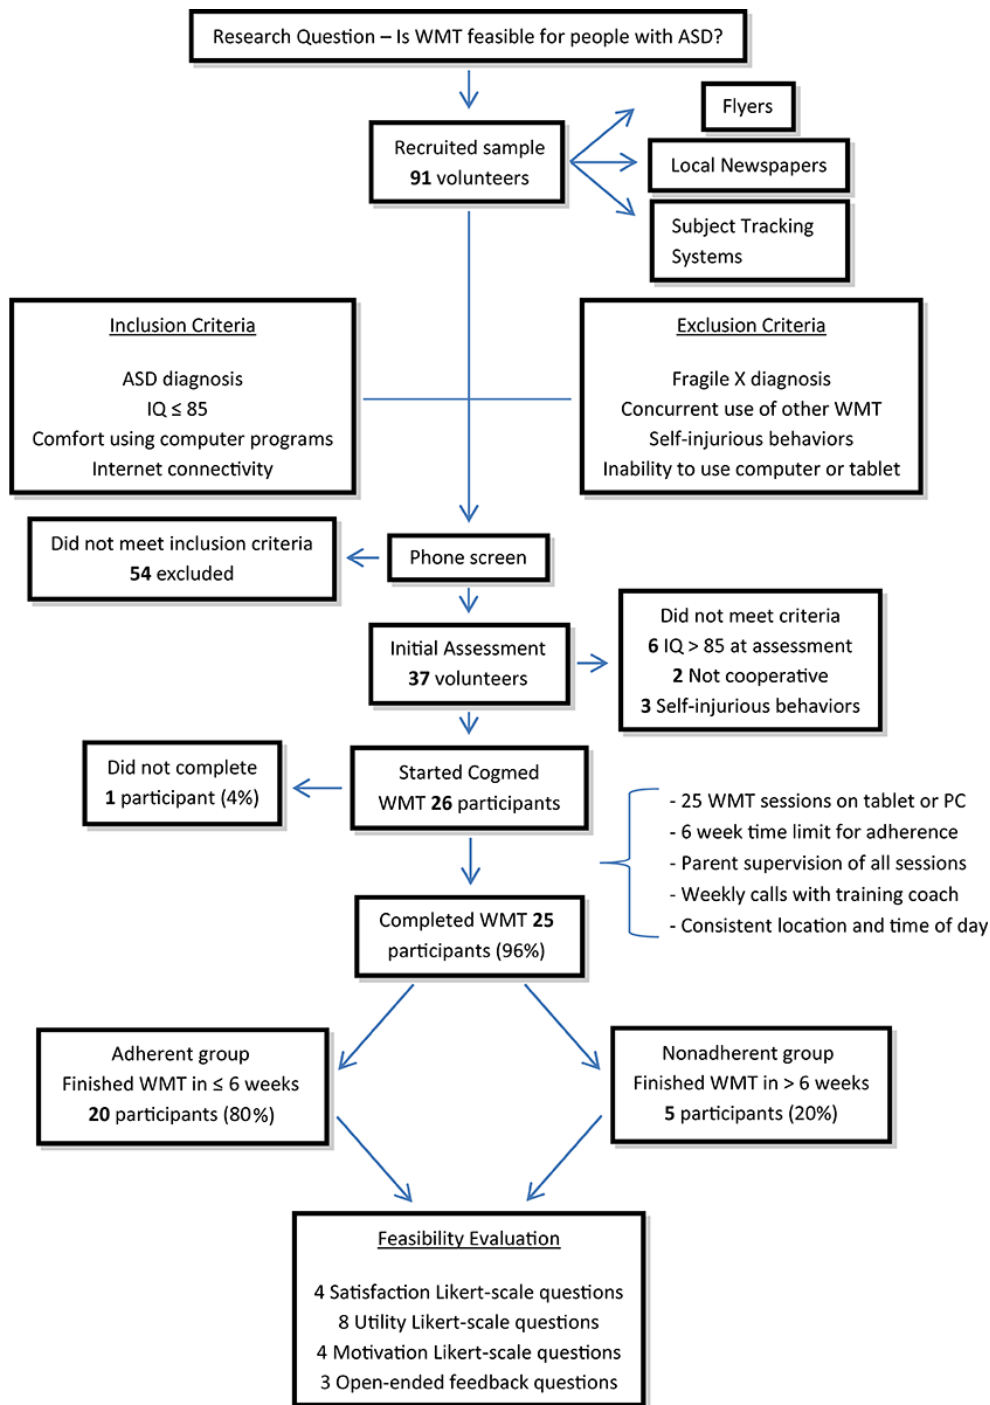 Research Question – Is WMT feasible for people with ASD?
Flyers
Recruited sample
91 volunteers
Local Newspapers
Subject Tracking
Systems
Inclusion Criteria
ASD diagnosis
IQ ≤ 85
Comfort using computer programs
Internet connectivity
Exclusion Criteria
Fragile X diagnosis
Concurrent use of other WMT
Self-injurious behaviors
Inability to use computer or tablet
Did not meet inclusion criteria
54 excluded
Phone screen
Initial Assessment
37 volunteers
Did not meet criteria
6 IQ > 85 at assessment
2 Not cooperative
3 Self-injurious behaviors
Did not complete
1 participant (4%)
Started Cogmed
WMT 26 participants
- 25 WMT sessions on tablet or PC
- 6 week time limit for adherence
- Parent supervision of all sessions
- Weekly calls with training coach
- Consistent location and time of day
Completed WMT 25
participants (96%)
Adherent group
Finished WMT in ≤ 6 weeks
20 participants (80%)
Nonadherent group
Finished WMT in > 6 weeks
5 participants (20%)
Feasibility Evaluation
4 Satisfaction Likert-scale questions
8 Utility Likert-scale questions
4 Motivation Likert-scale questions
3 Open-ended feedback questions